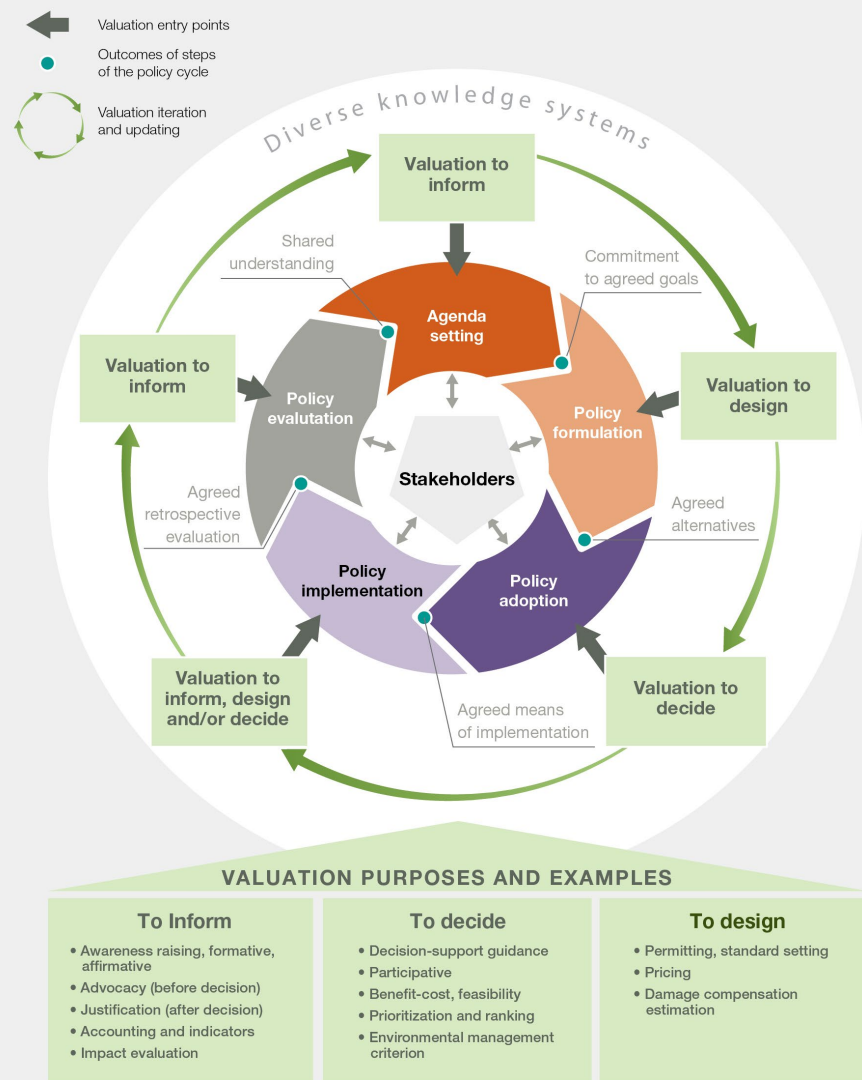 Valuation entry points
Outcomes of steps
of the policy cycle
Valuation iteration
and updating
Diverse knowledge systems
Valuation to
inform
Shared
understanding
Commitment
to agreed goals
Agenda
setting
Valuation to
inform
Policy
evalutation
Policy
formulation
Valuation to
design
Stakeholders
Agreed
retrospective
evaluation
Agreed
alternatives
Policy
implementation
Policy
adoption
Valuation to
inform, design
and/or decide
Agreed means
of implementation
Valuation to
decide
VALUATION PURPOSES AND EXAMPLES
To Inform
• Awareness raising, formative,
affirmative
• Advocacy (before decision)
• Justification (after decision)
• Accounting and indicators
• Impact evaluation
To decide
• Decision-support guidance
• Participative
• Benefit-cost, feasibility
• Prioritization and ranking
• Environmental management
criterion
To design
• Permitting, standard setting
• Pricing
• Damage compensation
estimation